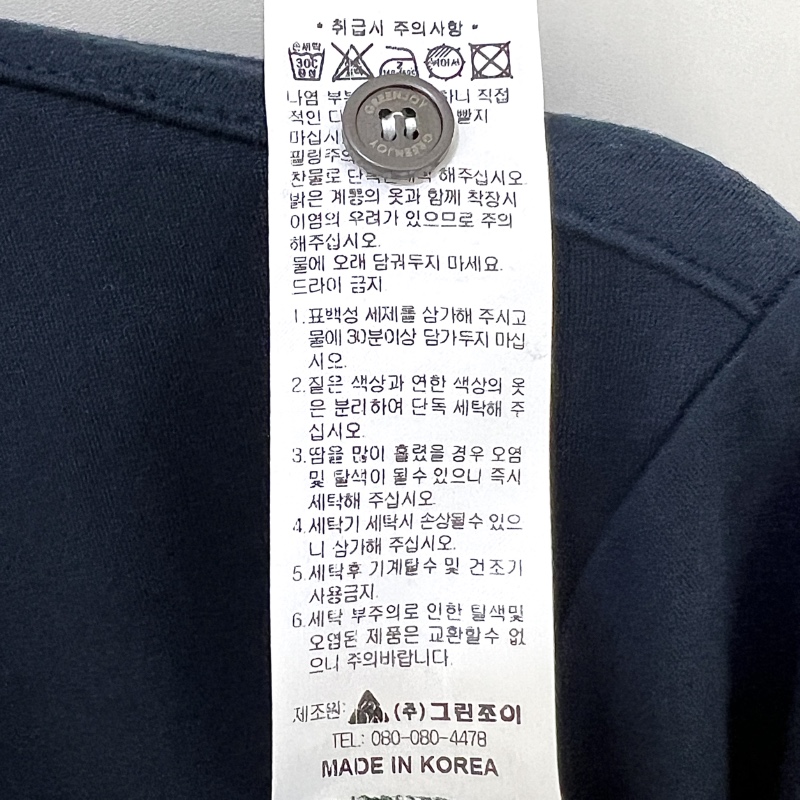 • 취급시 주의사항 •
손세탁
30℃
중성
2
나염 부 하니 직접
적인 다 빨지
마십시
필링주의
찬물로 단독 해주십시오.
밝은 계통의 옷과 함께 착장시
이염의 우려가 있으므로 주의
해주십시오.
물에 오래 담궈두지 마세요.
드라이 금지
1.표백성 세제를 삼가해 주시고
물에 30분이상 담가두지 마십
시오.
2.짙은 색상과 연한 색상의 옷
은 분리하여 단독 세탁해 주
십시오.
3.땀을 많이 흘렸을 경우 오염
및 탈색이 될수 있으니 즉시
세탁해 주십시오.
4.세탁기 세탁시 손상될수 있으
니 삼가해 주십시오.
5.세탁후 기계탈수 및 건조기
사용금지.
6.세탁 부주의로 인한 탈색및
오염된 제품은 교환할수 없
으니 주의바랍니다.
제조원: (주)그린조이
TEL: 080-080-4478
MADE IN KOREA
GREENJOY
GREENJOY